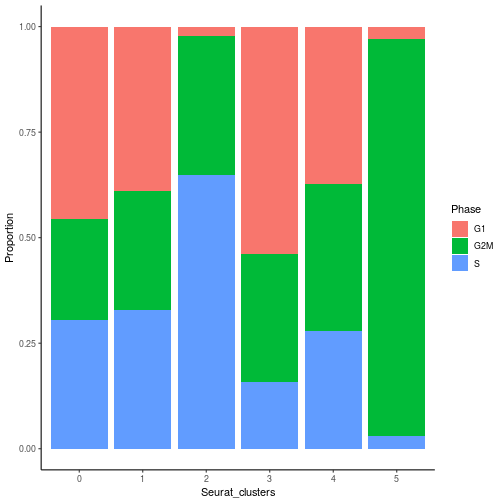 1.00
0.75
0.50
0.25
0.00
Proportion
0 1 2 3 4 5
Seurat_clusters
Phase
G1
G2M
S